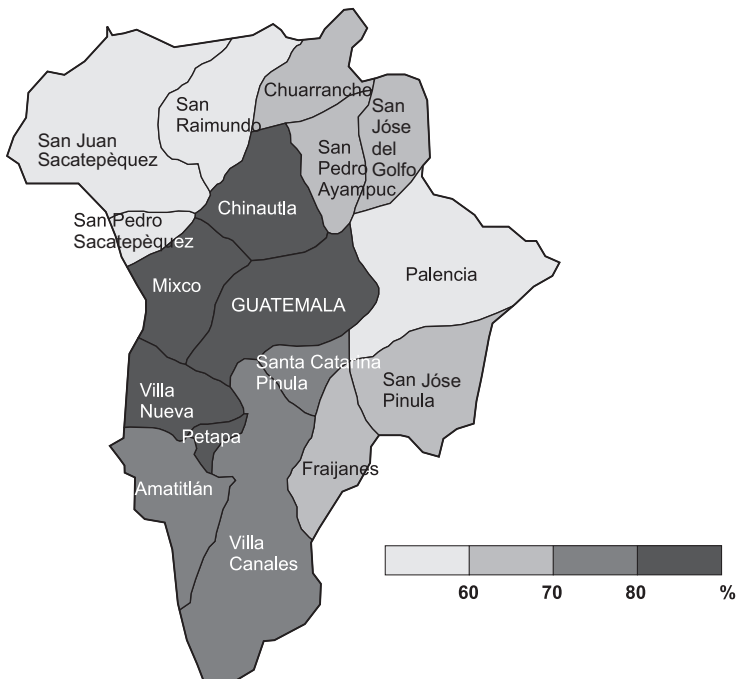 Chuarrancho
San
Raimundo
San
Jóse
del
Golfo
San Juan
Sacatepèquez
San
Pedro
Ayampuc
Chinautla
San Pedro
Sacatepèquez
Mixco
GUATEMALA
Palencia
Santa Catarina
Pinula
San Jóse
Pinula
Villa
Nueva
Petapa
Fraijanes
Amatitlán
Villa
Canales
60 70 80 %